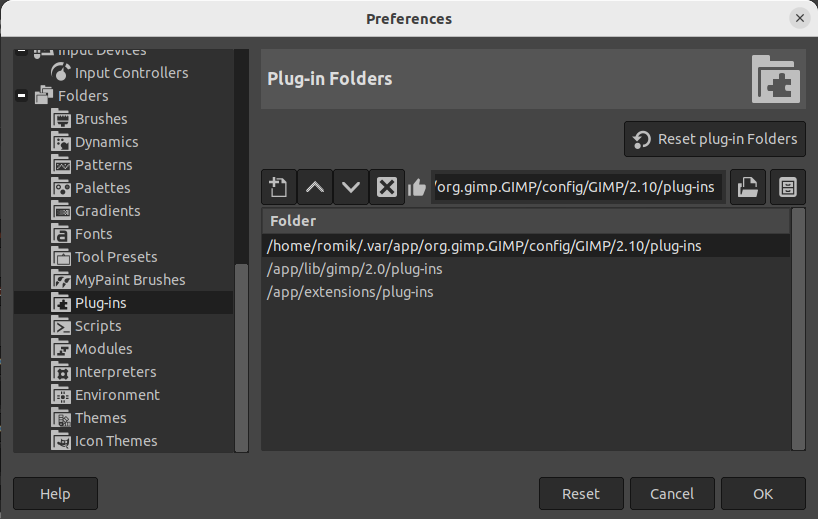 Preferences
Input Devices
Input Controllers
Folders
Brushes
Dynamics
Patterns
Palettes
Gradients
Fonts
Tool Presets
MyPaint Brushes
Plug-ins
Scripts
Modules
Interpreters
Environment
Themes
Icon Themes
Plug-in Folders
Reset plug-in Folders
/org.gimp.GIMP/config/GIMP/2.10/plug-ins
Folder
/home/romik/.var/app/org.gimp.GIMP/config/GIMP/2.10/plug-ins
/app/lib/gimp/2.0/plug-ins
/app/extensions/plug-ins
Help
Reset
Cancel
OK